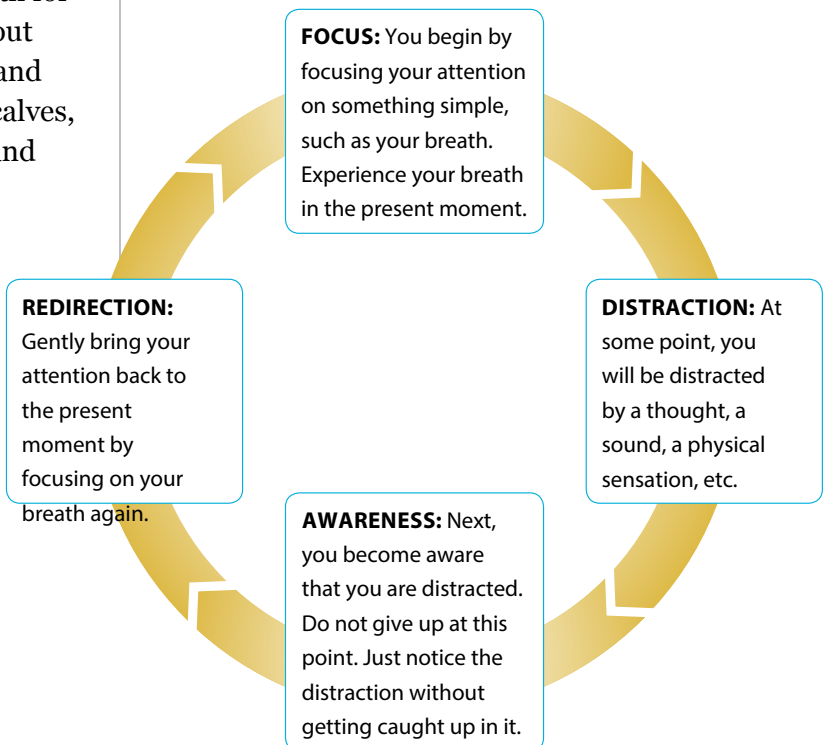 out
and
calves,
FOCUS: You begin by
focusing your attention
on something simple,
such as your breath.
Experience your breath
in the present moment.
DISTRACTION: At
some point, you
will be distracted
by a thought, a
sound, a physical
sensation, etc.
AWARENESS: Next,
you become aware
that you are distracted.
Do not give up at this
point. Just notice the
distraction without
getting caught up in it.
REDIRECTION:
Gently bring your
attention back to
the present
moment by
focusing on your
breath again.